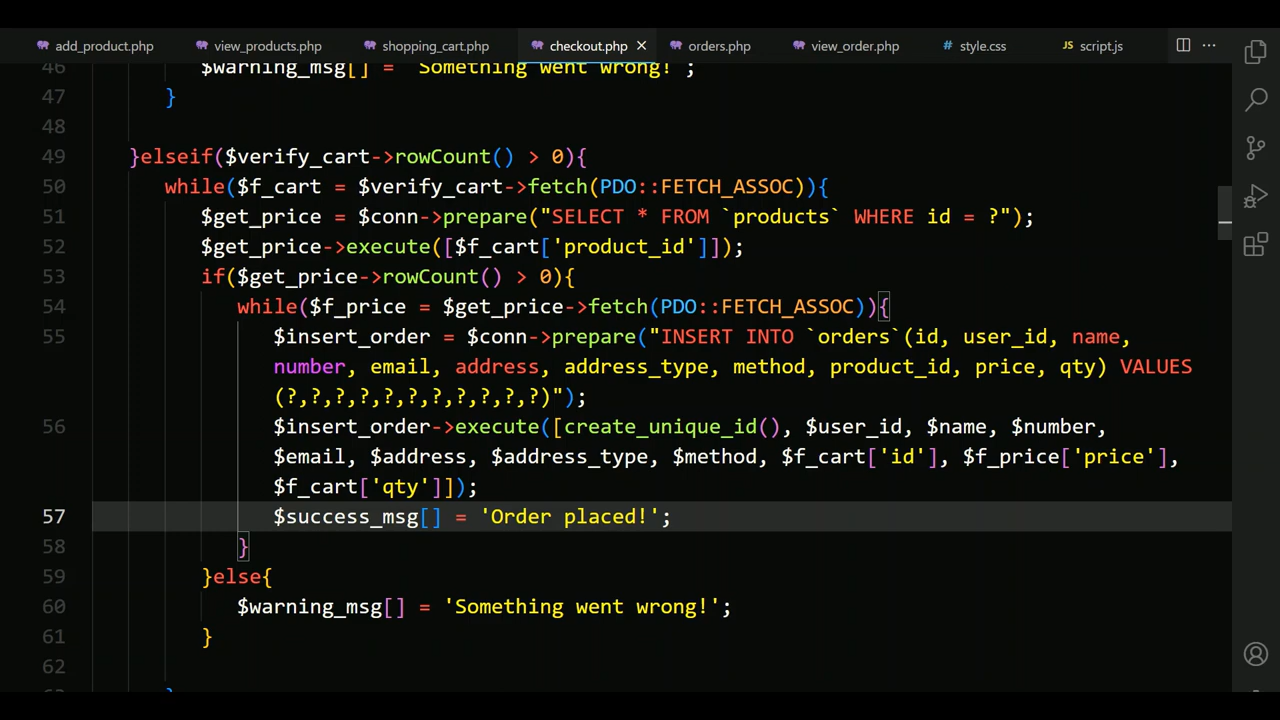 add_product.php view_products.php shopping_cart.php checkout.php orders.php view_order.php # style.css JS script.js
46 $warning_msg[] = 'Something went wrong!';
47 }
48
49 }elseif($verify_cart->rowCount() > 0){
50 while($f_cart = $verify_cart->fetch(PDO::FETCH_ASSOC)){
51 $get_price = $conn->prepare("SELECT * FROM `products` WHERE id = ?");
52 $get_price->execute([$f_cart['product_id']]);
53 if($get_price->rowCount() > 0){
54 while($f_price = $get_price->fetch(PDO::FETCH_ASSOC)){
55 $insert_order = $conn->prepare("INSERT INTO `orders`(id, user_id, name,
number, email, address, address_type, method, product_id, price, qty) VALUES
(?,?,?,?,?,?,?,?,?,?,?)");
56 $insert_order->execute([create_unique_id(), $user_id, $name, $number,
$email, $address, $address_type, $method, $f_cart['id'], $f_price['price'],
$f_cart['qty']]);
57 $success_msg[] = 'Order placed!';
58 }
59 }else{
60 $warning_msg[] = 'Something went wrong!';
61 }
62